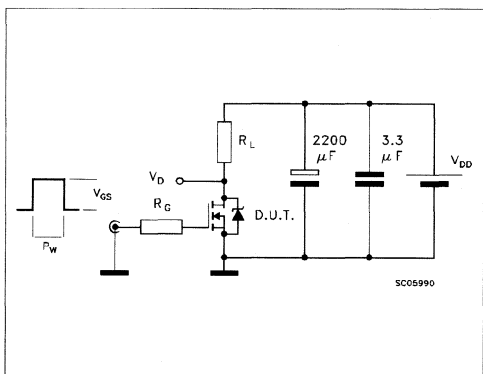 R_L
2200 μF
3.3 μF
V_DD
V_D
V_GS
R_G
D.U.T.
P_W
SC05990